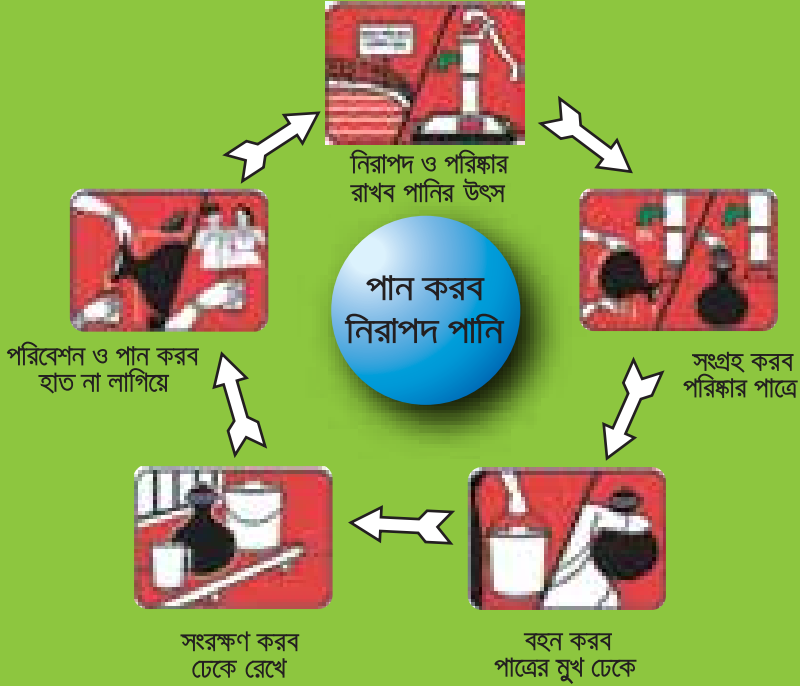 নিরাপদ ও পরিষ্কার
রাখব পানির উৎস
পান করব
নিরাপদ পানি
সংগ্রহ করব
পরিষ্কার পাত্রে
বহন করব
পাত্রের মুখ ঢেকে
সংরক্ষণ করব
ঢেকে রেখে
পরিবেশন ও পান করব
হাত না লাগিয়ে